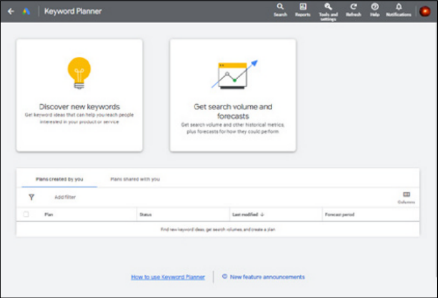 Keyword Planner
Search
Reports
Tools and settings
Refresh
Help
Notifications
Discover new keywords
Get keyword ideas that can help you reach people
interested in your product or service
Get search volume and
forecasts
Get search volume and other historical metrics,
plus forecasts for how they could perform
Plans created by you
Plans shared with you
Add filter
Columns
Plan
Status
Last modified
Forecast period
Find new keyword ideas, get search volumes, and create a plan
How to use Keyword Planner
New feature announcements